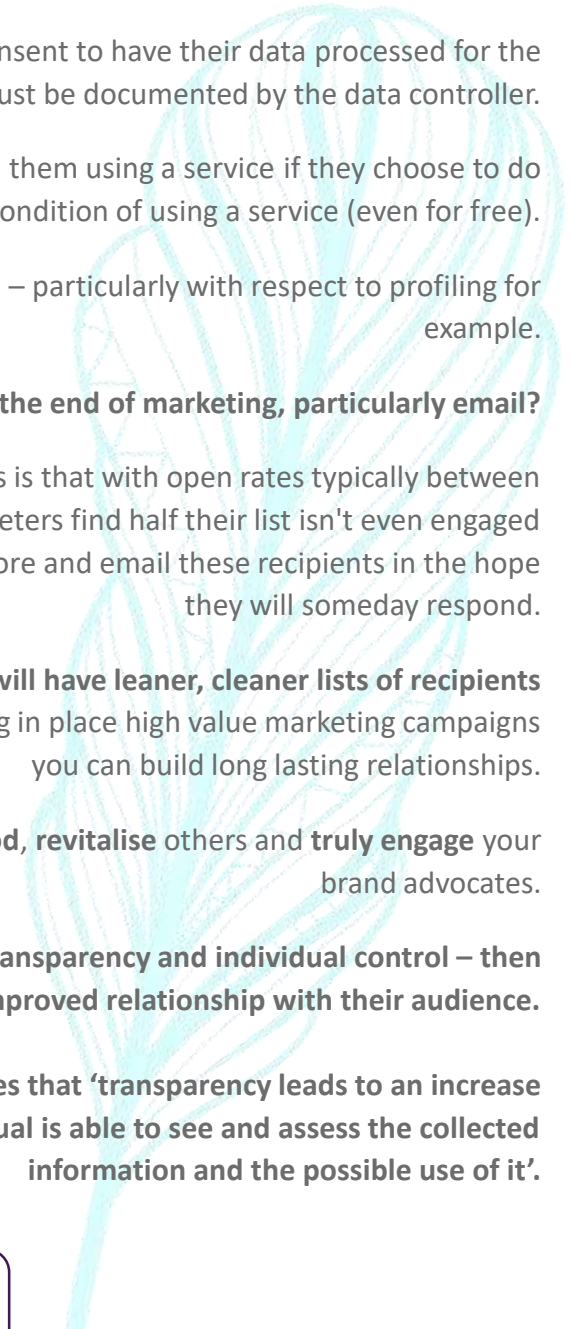 nsent to have their data processed for the
ust be documented by the data controller.
them using a service if they choose to do
ondition of using a service (even for free).
– particularly with respect to profiling for
example.
the end of marketing, particularly email?
s is that with open rates typically between
eters find half their list isn't even engaged
ore and email these recipients in the hope
they will someday respond.
will have leaner, cleaner lists of recipients
g in place high value marketing campaigns
you can build long lasting relationships.
od, revitalise others and truly engage your
brand advocates.
ansparency and individual control – then
nproved relationship with their audience.
es that ‘transparency leads to an increase
ual is able to see and assess the collected
information and the possible use of it’.